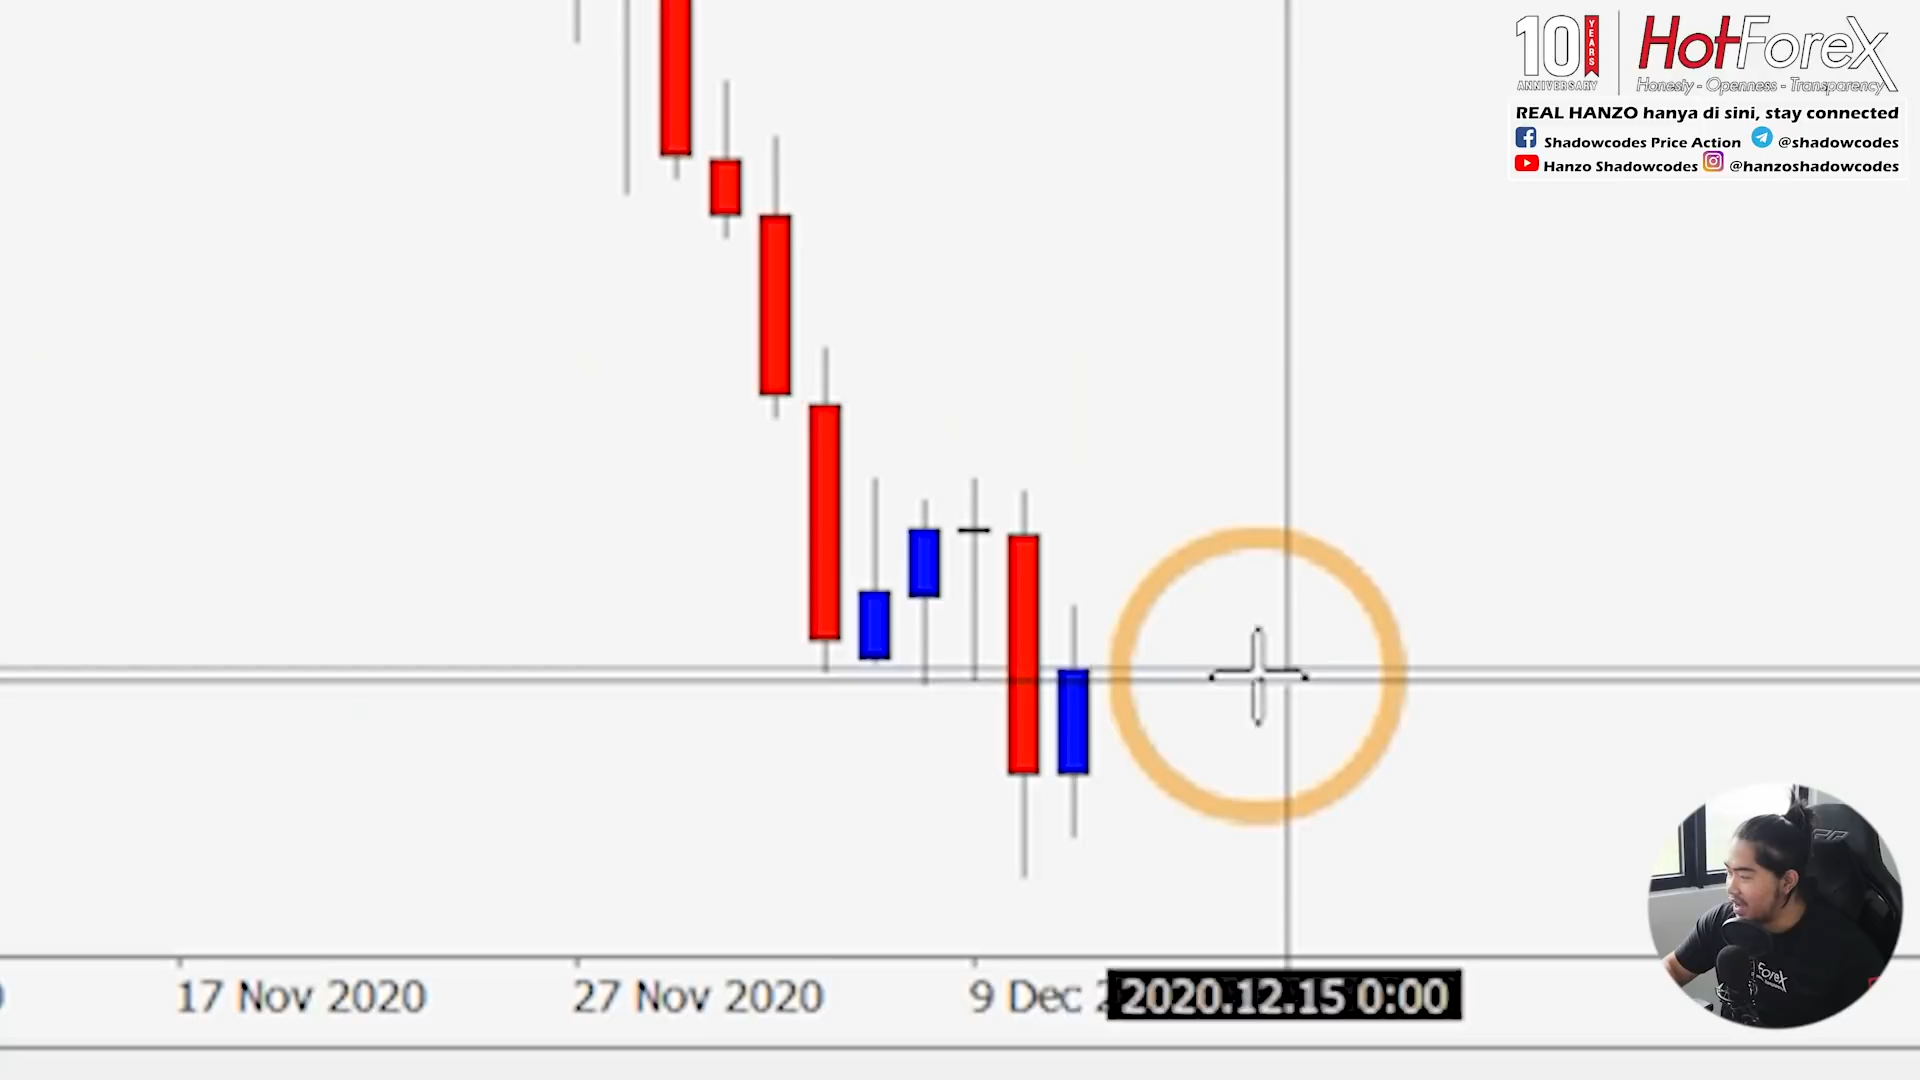 10 YEARS
ANNIVERSARY
HotForex
Honesty - Openness - Transparency
REAL HANZO hanya di sini, stay connected
Shadowcodes Price Action @shadowcodes
Hanzo Shadowcodes @hanzoshadowcodes
ForeX
17 Nov 2020
27 Nov 2020
9 Dec
2020.12.15 0:00